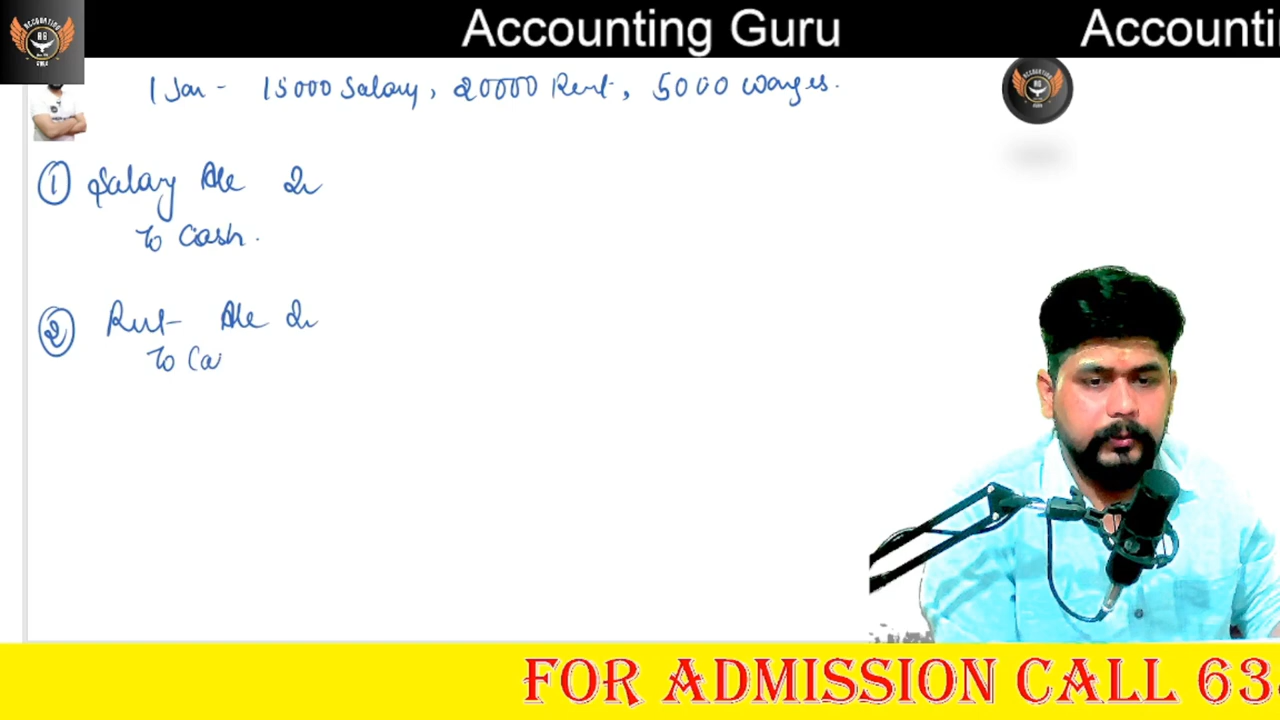 Accounting Guru
Accounti
1 Jan - 15000 Salary, 20000 Rent, 5000 Wages.
① Salary A/c Dr
To Cash.
② Rent A/c Dr
To Ca
FOR ADMISSION CALL 63